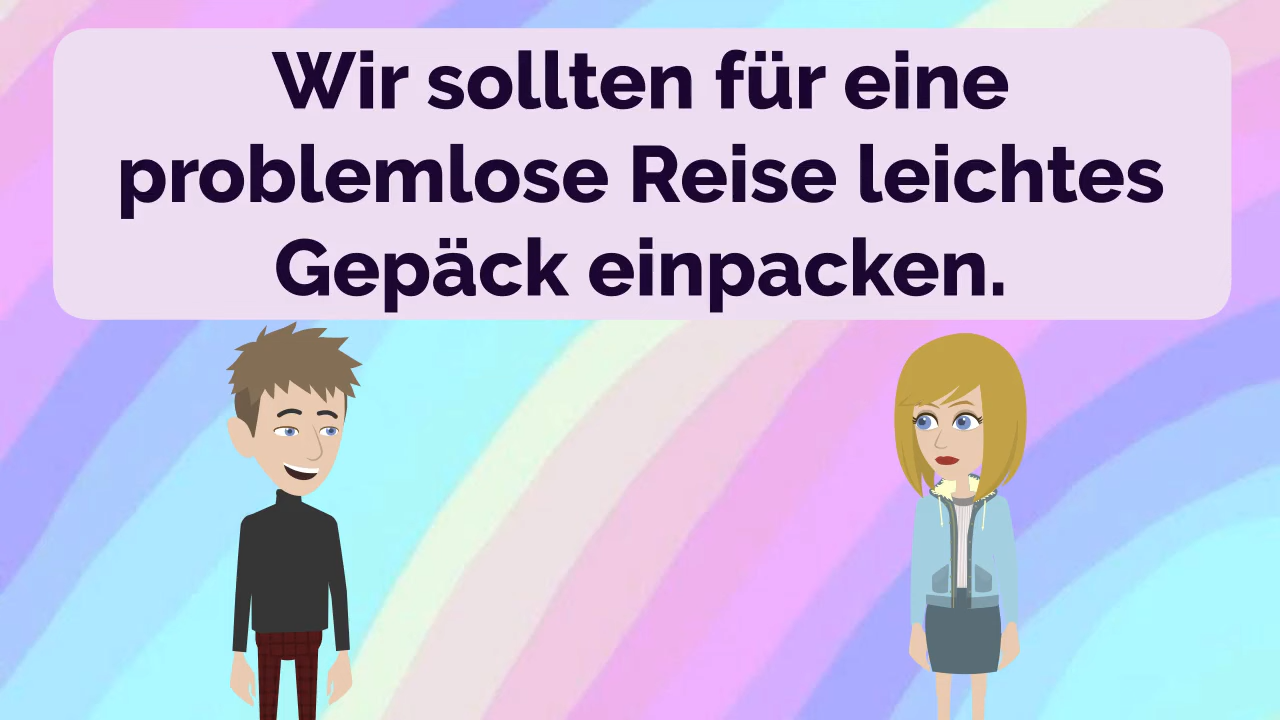 Wir sollten für eine
problemlose Reise leichtes
Gepäck einpacken.